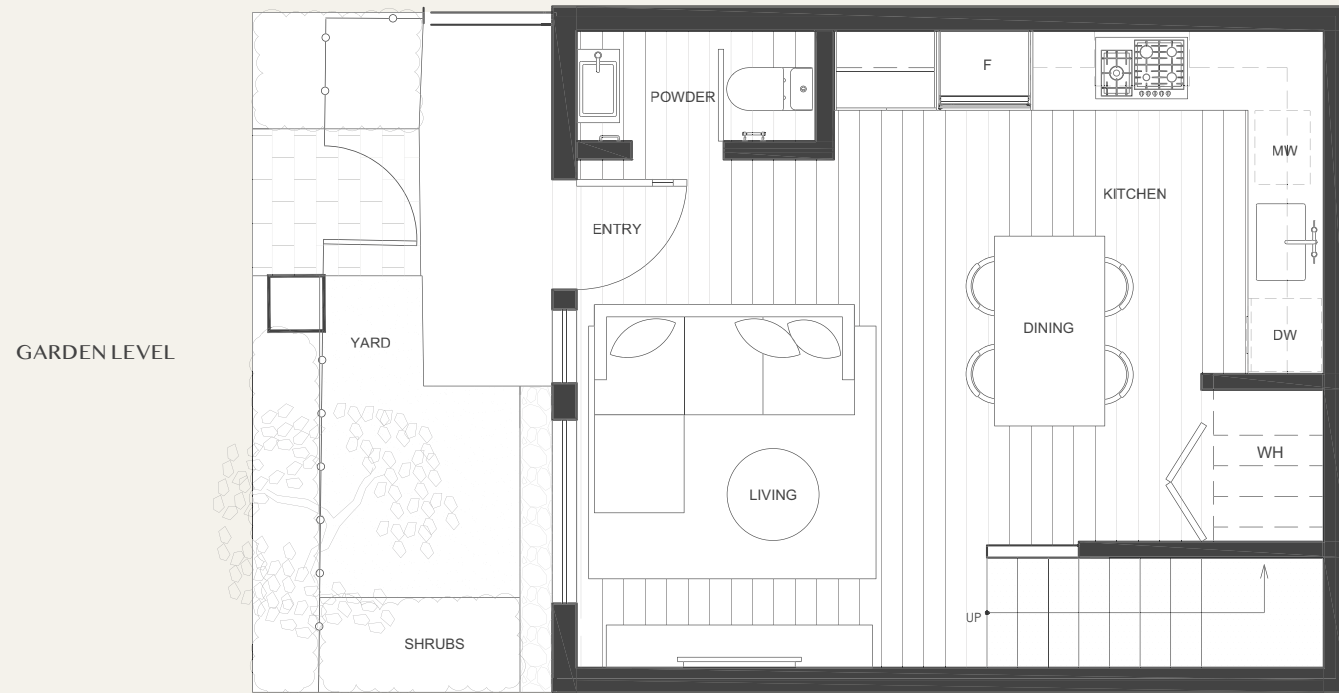 F
POWDER
MW
KITCHEN
ENTRY
DINING
DW
YARD
GARDEN LEVEL
WH
LIVING
UP
SHRUBS